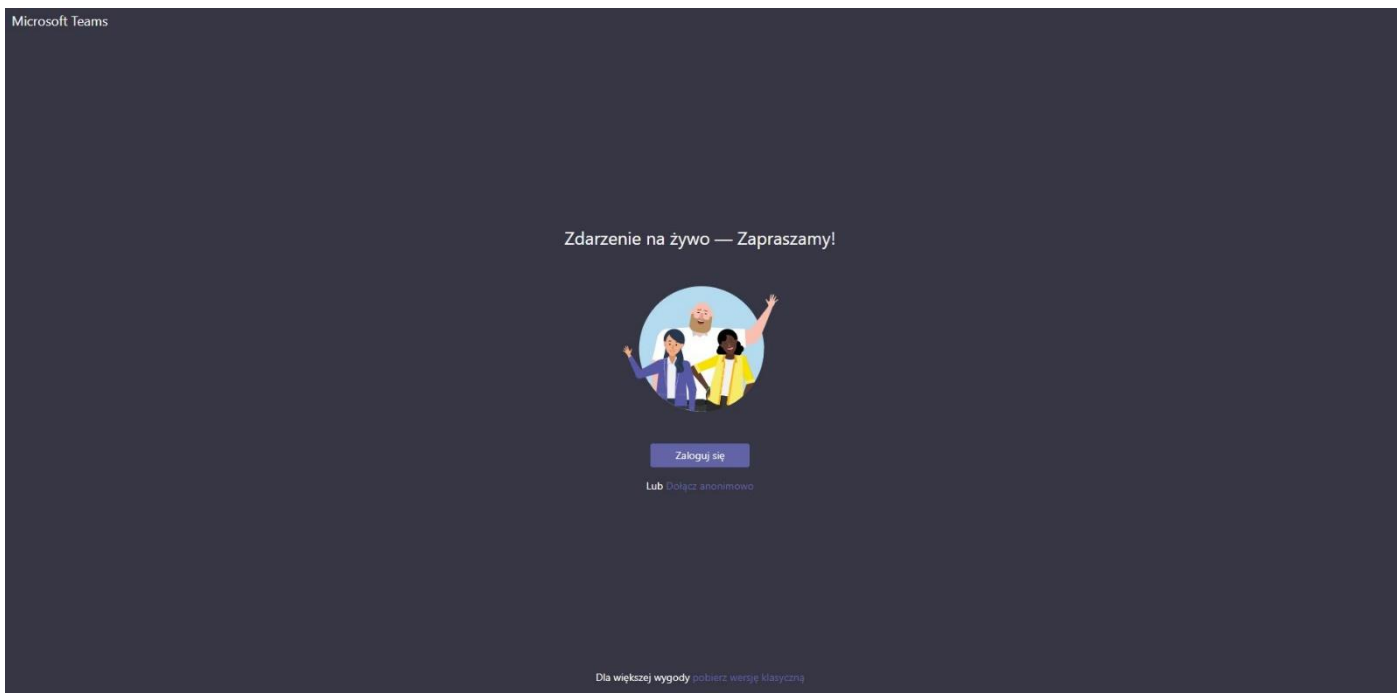 Microsoft Teams
Zdarzenie na żywo — Zapraszamy!
Zaloguj się
Lub Dołącz anonimowo
Dla większej wygody pobierz wersję klasyczną